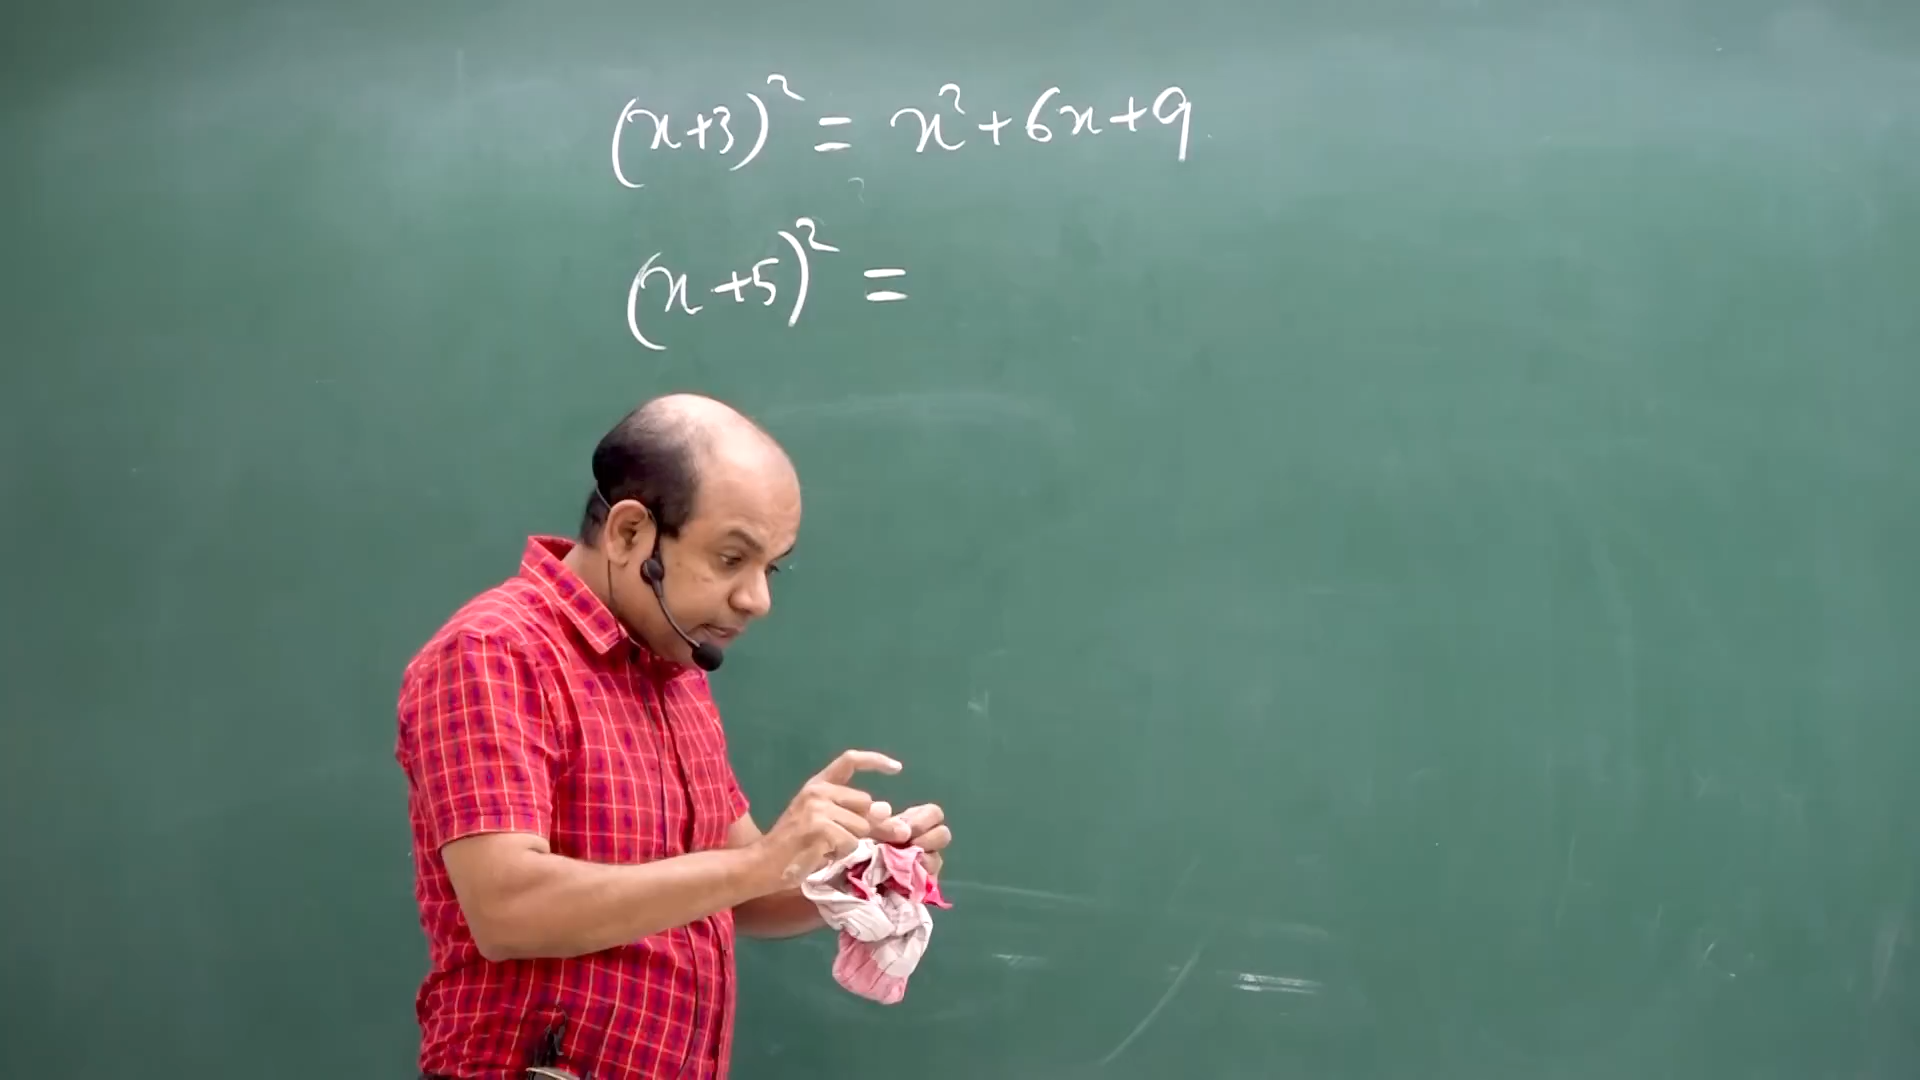 (x+3)² = x²+6x+9
(x+5)² =